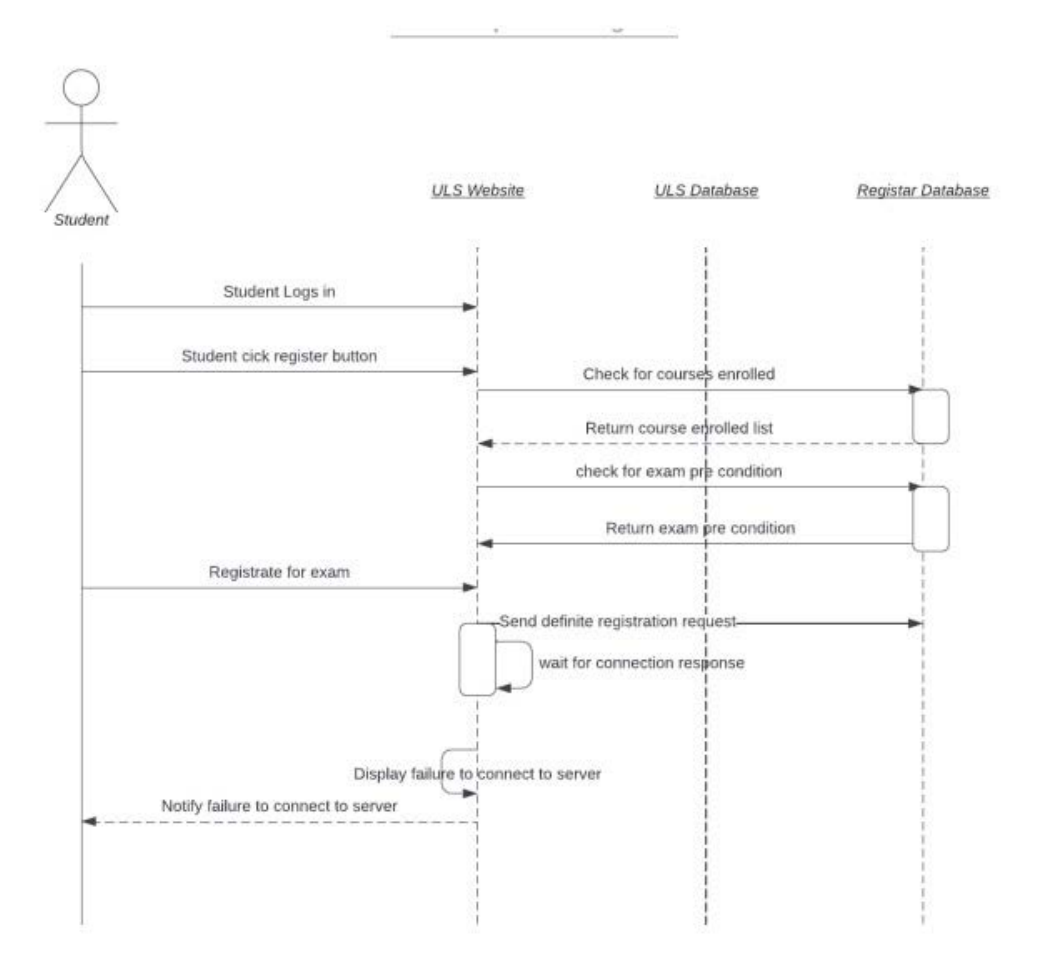 ULS Website
ULS Database
Registar Database
Student
Student Logs in
Student cick register button
Check for courses enrolled
Return course enrolled list
check for exam pre condition
Return exam pre condition
Registrate for exam
Send definite registration request
wait for connection response
Display failure to connect to server
Notify failure to connect to server